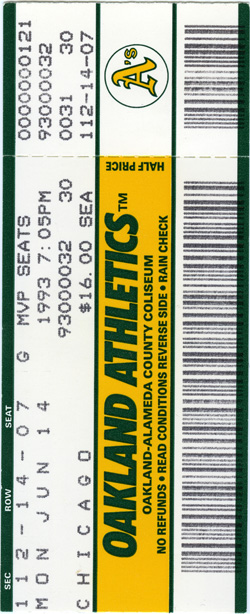 SEC ROW SEAT
112-14-07 G MVP SEATS
MON JUN 14 1993 7:05PM
93000032 30
CHICAGO $16.00 SEA
HALF PRICE
OAKLAND ATHLETICS™
OAKLAND-ALAMEDA COUNTY COLISEUM
NO REFUNDS • READ CONDITIONS REVERSE SIDE • RAIN CHECK
0000000121
93000032
0031 30
112-14-07
A's